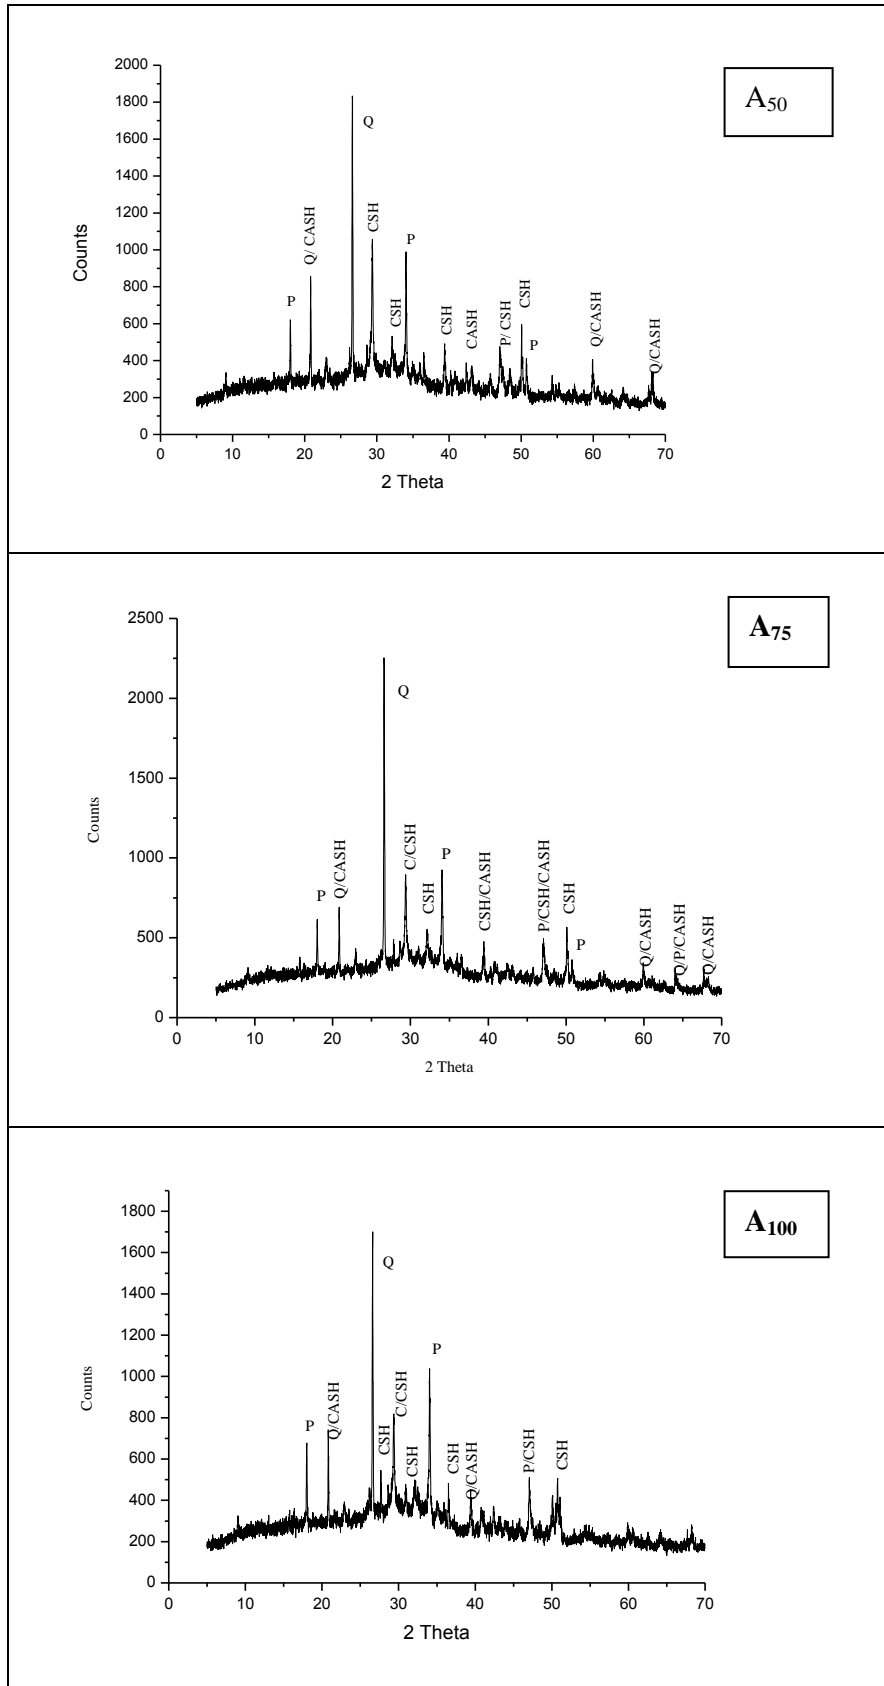 A50
2000
1800
1600
1400
1200
1000
800
600
400
200
0
Counts
P
Q/ CASH
Q
CSH
CSH
P
CSH
CASH
P/ CSH
CSH
P
Q/CASH
Q/CASH
0 10 20 30 40 50 60 70
2 Theta
A75
2500
2000
1500
1000
500
0
Counts
P
Q/CASH
Q
C/CSH
CSH
P
CSH/CASH
P/CSH/CASH
CSH
P
Q/CASH
Q/P/CASH
Q/CASH
0 10 20 30 40 50 60 70
2 Theta
A100
1800
1600
1400
1200
1000
800
600
400
200
0
Counts
P
Q/CASH
Q
CSH
C/CSH
CSH
P
CSH
Q/CASH
P/CSH
CSH
0 10 20 30 40 50 60 70
2 Theta